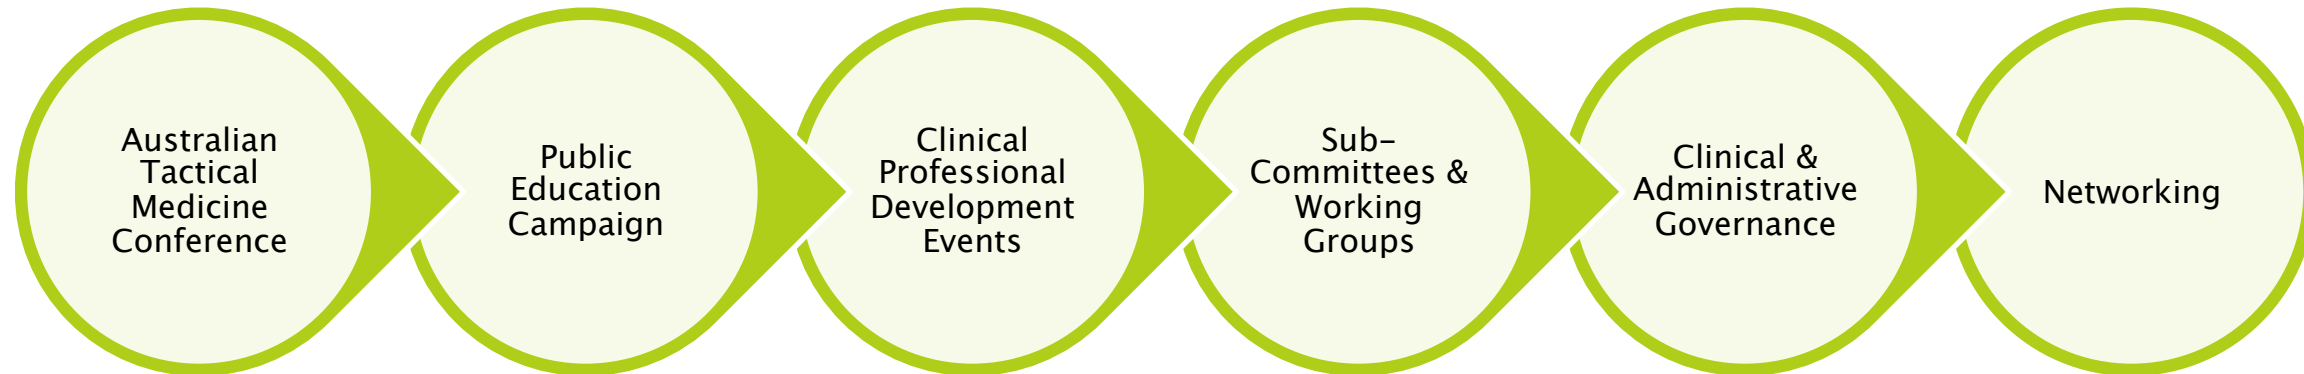 Australian
Tactical
Medicine
Conference
Public
Education
Campaign
Clinical
Professional
Development
Events
Sub-
Committees &
Working
Groups
Clinical &
Administrative
Governance
Networking